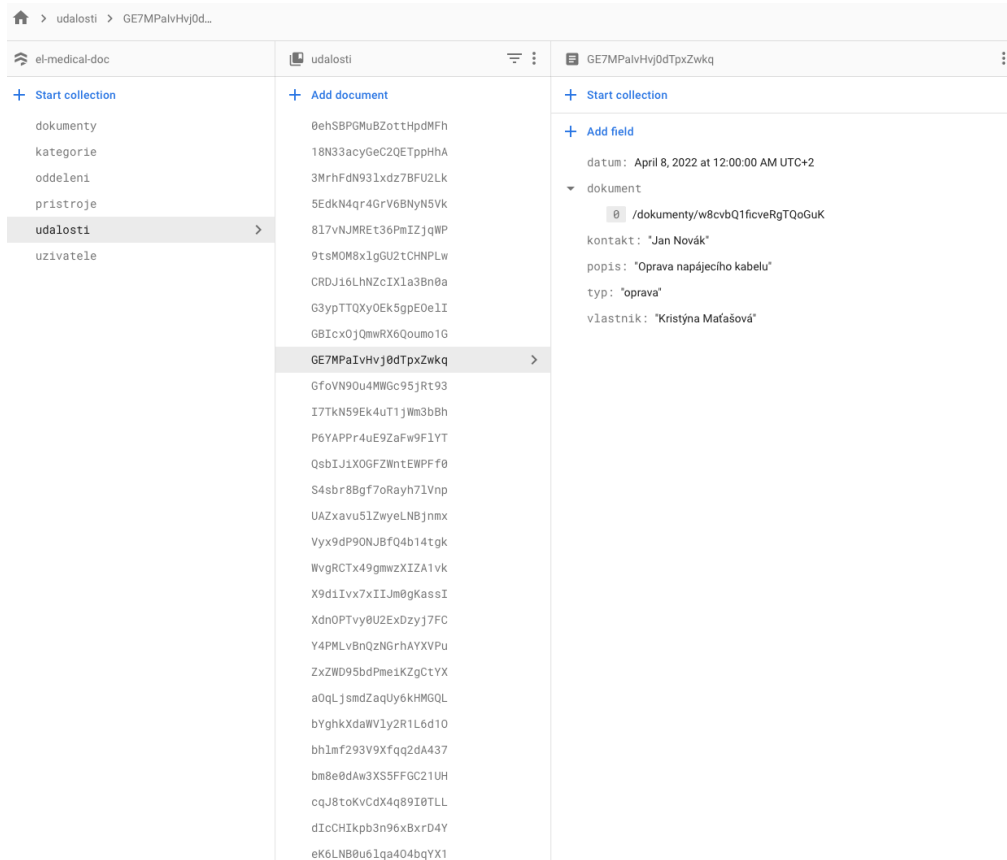 udalosti > GE7MPaIvHvj0d...
el-medical-doc
Start collection
dokumenty
kategorie
oddeleni
pristroje
udalosti
uzivatele
udalosti
Add document
0ehSBPGMuBZottHpdMFh
18N33acyGeC2QETppHhA
3MrhFdN93lxdz7BFU2Lk
5EdkN4qr4GrV6BNyN5Vk
8l7vNJMREt36PmIZjqWP
9tsMOM8xlgGU2tCHNPLw
CRDJi6LhNZcIXla3Bn0a
G3ypTTQXyOEk5gpEOelI
GBIcxOjQmwRX6Qoumo1G
GE7MPaIvHvj0dTpxZwkq
GfoVN9Ou4MWGc95jRt93
I7TkN59Ek4uT1jWm3bBh
P6YAPPr4uE9ZaFw9FlYT
QsbIJiXOGFZWntEWPFf0
S4sbr8Bgf7oRayh7lVnp
UAZxavu5lZwyeLNBjnmx
Vyx9dP9ONJBfQ4b14tgk
WvgRCTx49gmwzXIZA1vk
X9diIvx7xIIJm0gKassI
XdnOPTvy0U2ExDzyj7FC
Y4PMLvBnQzNGrhAYXVPu
ZxZWD95bdPmeiKZgCtYX
aOqLjsmdZaqUy6kHMGQL
bYghkXdaWVly2R1L6d1O
bhlmf293V9Xfqq2dA437
bm8e0dAw3XS5FFGC21UH
cqJ8toKvCdX4q89I0TLL
dIcCHIkpb3n96xBxrD4Y
eK6LNB0u6lqa4O4bqYX1
GE7MPaIvHvj0dTpxZwkq
Start collection
Add field
datum: April 8, 2022 at 12:00:00 AM UTC+2
dokument
0 /dokumenty/w8cvbQ1ficveRgTQoGuK
kontakt: "Jan Novák"
popis: "Oprava napájecího kabelu"
typ: "oprava"
vlastnik: "Kristýna Maťašová"